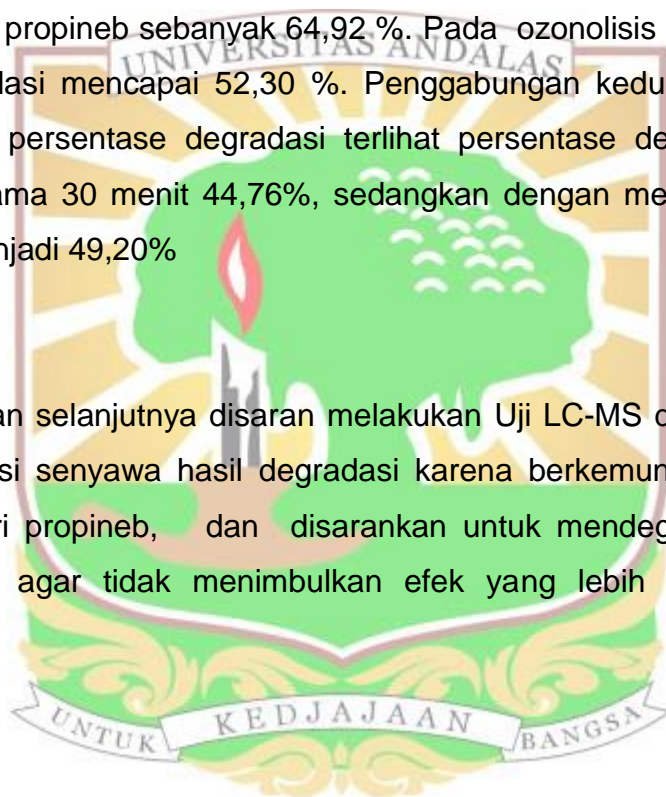 propineb sebanyak 64,92 %. Pada ozonolisis
UNIVERSITAS ANDALAS
lasi mencapai 52,30 %. Penggabungan kedu
persentase degradasi terlihat persentase de
ama 30 menit 44,76%, sedangkan dengan me
njadi 49,20%
an selanjutnya disaran melakukan Uji LC-MS d
si senyawa hasil degradasi karena berkemun
ri propineb, dan disarankan untuk mendeg
agar tidak menimbulkan efek yang lebih
UNTUK KEDJAJAAN BANGSA